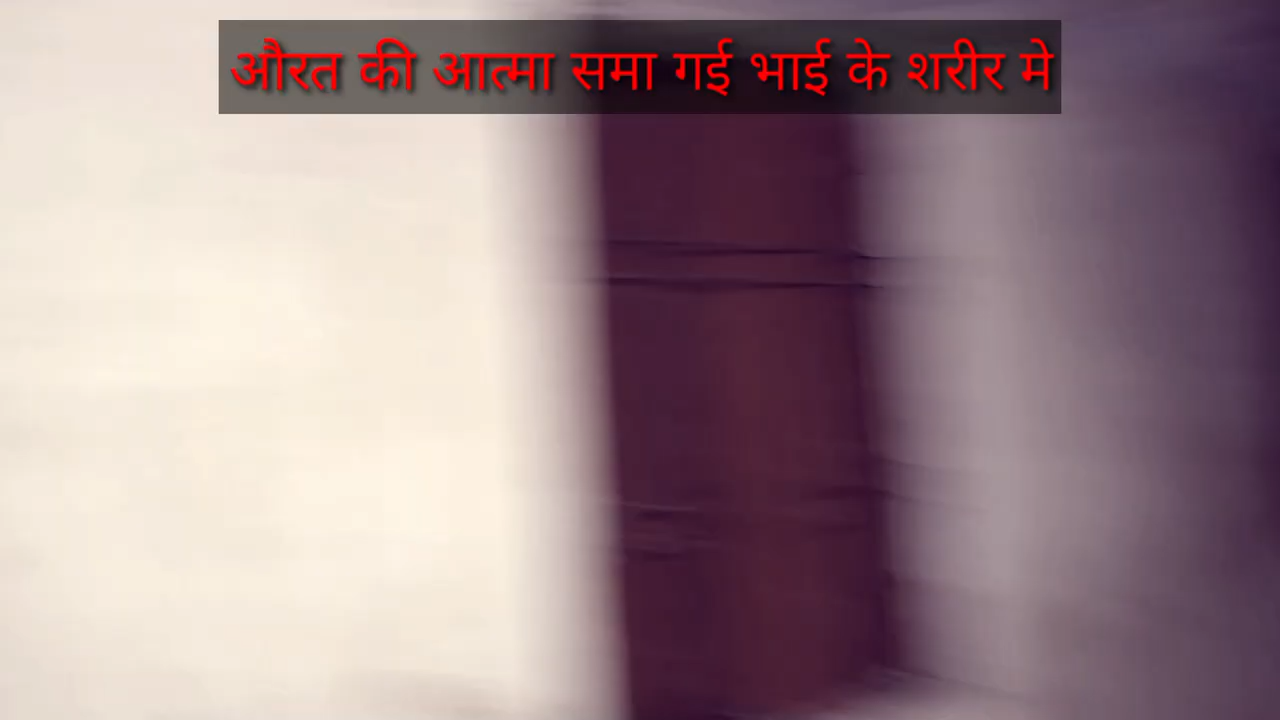 औरत की आत्मा समा गई भाई के शरीर मे